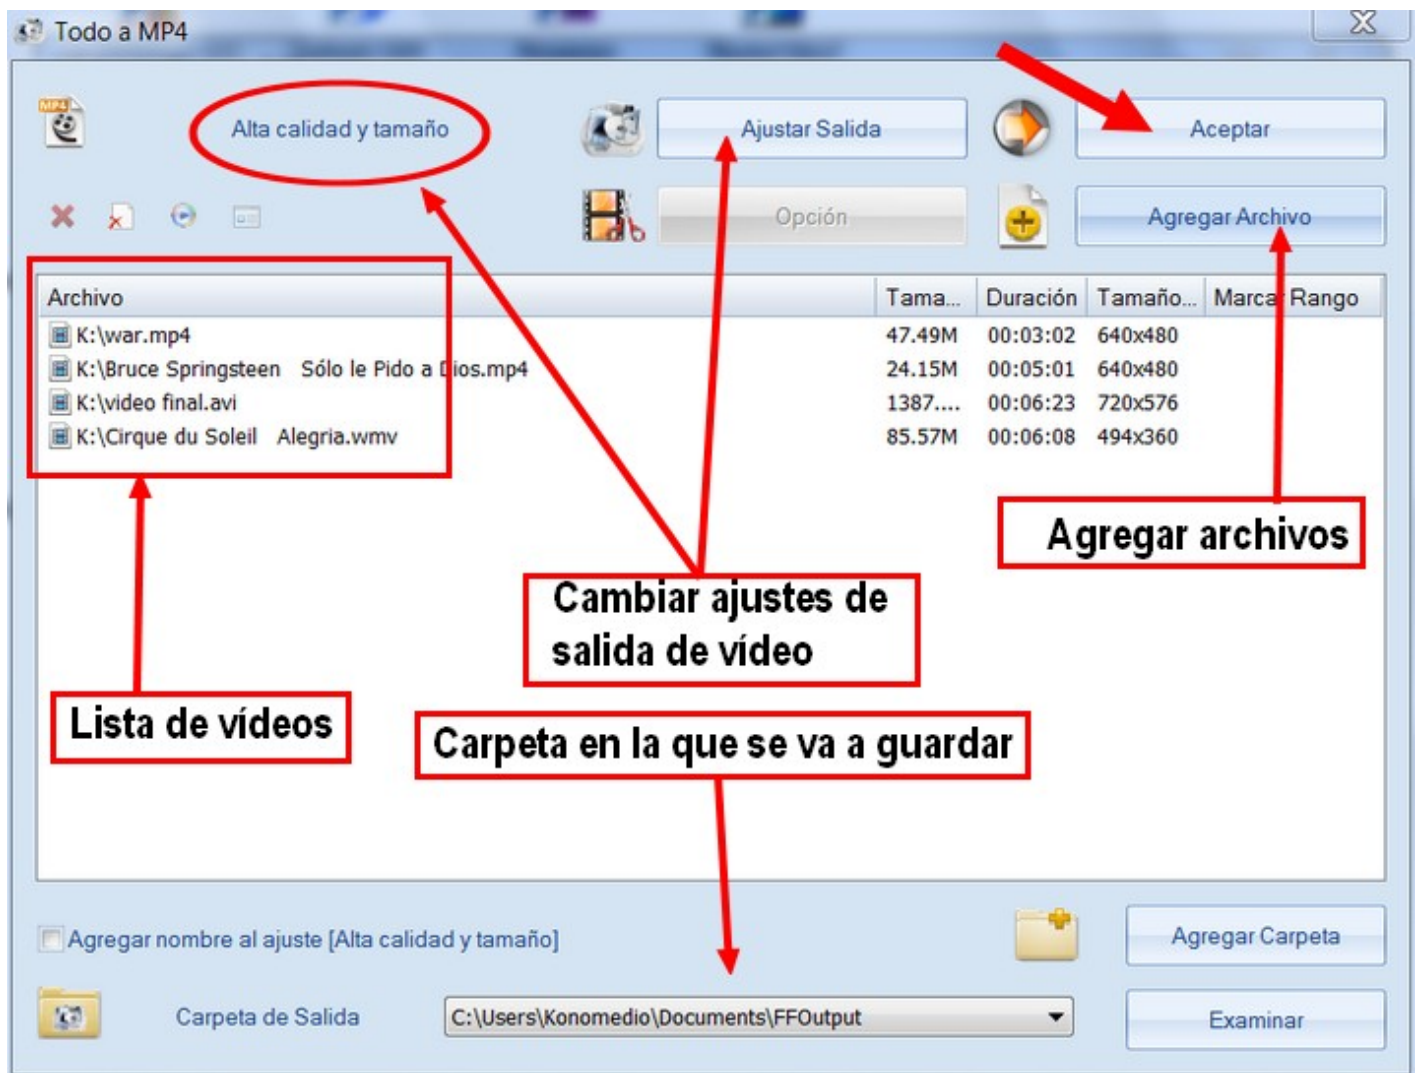 Todo a MP4
MP4
Alta calidad y tamaño
Ajustar Salida
Aceptar
Opción
Agregar Archivo
Archivo Tama... Duración Tamaño... Marcar Rango
K:\war.mp4 47.49M 00:03:02 640x480
K:\Bruce Springsteen   Sólo le Pido a Dios.mp4 24.15M 00:05:01 640x480
K:\video final.avi 1387.... 00:06:23 720x576
K:\Cirque du Soleil   Alegria.wmv 85.57M 00:06:08 494x360
Agregar archivos
Cambiar ajustes de
salida de vídeo
Lista de vídeos
Carpeta en la que se va a guardar
Agregar nombre al ajuste [Alta calidad y tamaño]
Agregar Carpeta
Carpeta de Salida
C:\Users\Konomedio\Documents\FFOutput
Examinar